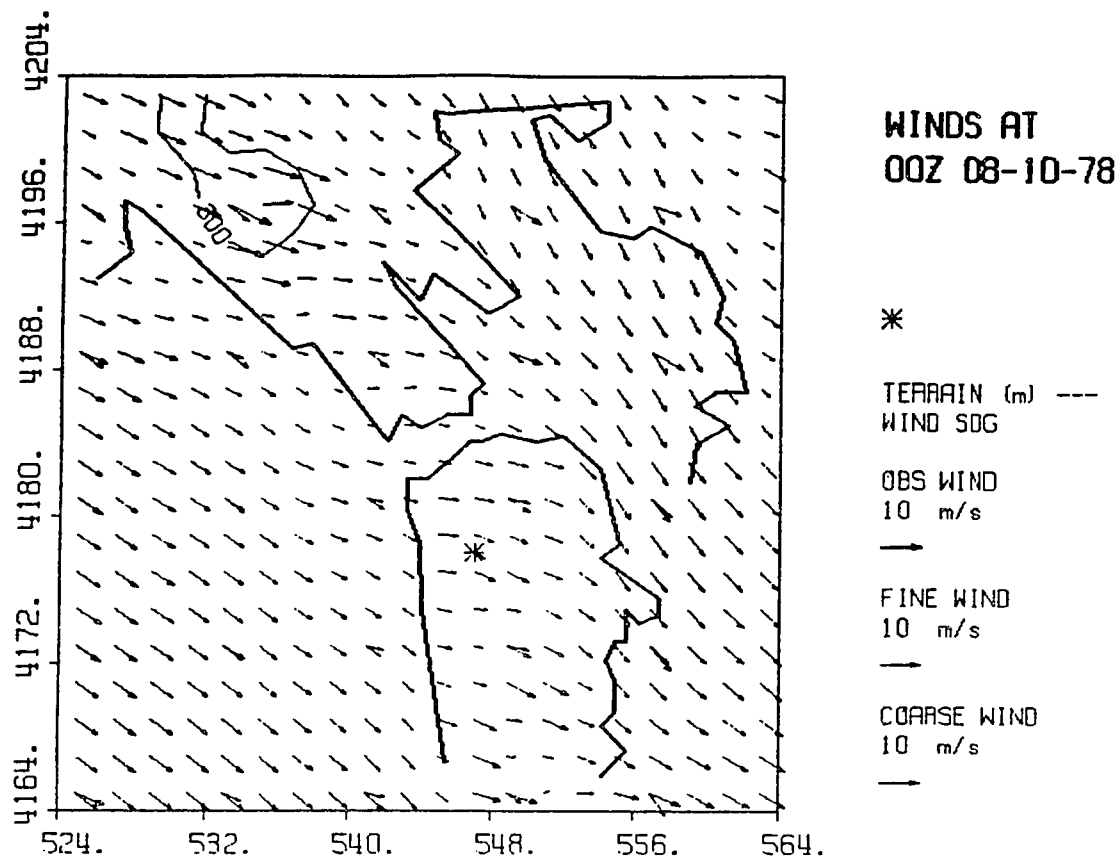 4204.
4196.
4188.
4180.
4172.
4164.
524. 532. 540. 548. 556. 564.
200
WINDS AT
00Z 08-10-78
TERRAIN (m) ---
WIND SDG
OBS WIND
10 m/s
FINE WIND
10 m/s
COARSE WIND
10 m/s